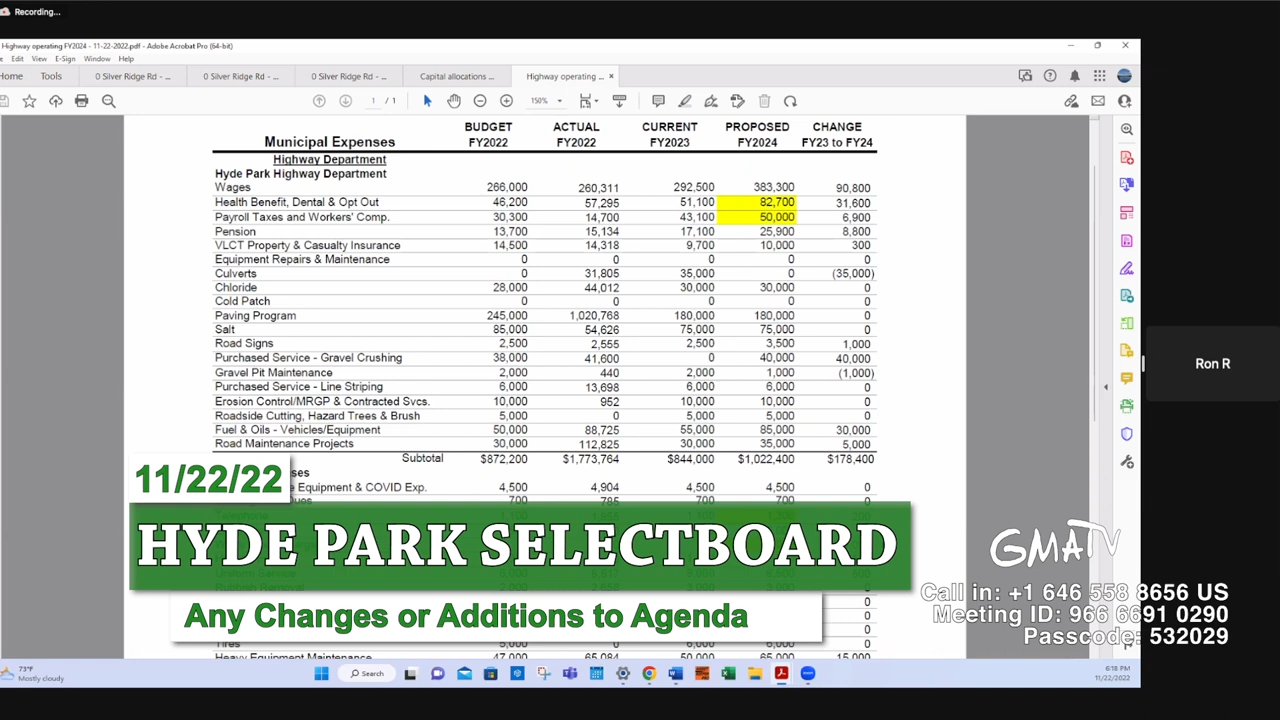 Recording...
Highway operating FY2024 - 11-22-2022.pdf - Adobe Acrobat Pro (64-bit)
Edit View E-Sign Window Help
Home Tools 0 Silver Ridge Rd - ... 0 Silver Ridge Rd - ... 0 Silver Ridge Rd - ... Capital allocations ... Highway operating ... ×
1 / 1 150%
BUDGET ACTUAL CURRENT PROPOSED CHANGE
Municipal Expenses FY2022 FY2022 FY2023 FY2024 FY23 to FY24
Highway Department
Hyde Park Highway Department
Wages 266,000 260,311 292,500 383,300 90,800
Health Benefit, Dental & Opt Out 46,200 57,295 51,100 82,700 31,600
Payroll Taxes and Workers' Comp. 30,300 14,700 43,100 50,000 6,900
Pension 13,700 15,134 17,100 25,900 8,800
VLCT Property & Casualty Insurance 14,500 14,318 9,700 10,000 300
Equipment Repairs & Maintenance 0 0 0 0 0
Culverts 0 31,805 35,000 0 (35,000)
Chloride 28,000 44,012 30,000 30,000 0
Cold Patch 0 0 0 0 0
Paving Program 245,000 1,020,768 180,000 180,000 0
Salt 85,000 54,626 75,000 75,000 0
Road Signs 2,500 2,555 2,500 3,500 1,000
Purchased Service - Gravel Crushing 38,000 41,600 0 40,000 40,000
Gravel Pit Maintenance 2,000 440 2,000 1,000 (1,000)
Purchased Service - Line Striping 6,000 13,698 6,000 6,000 0
Erosion Control/MRGP & Contracted Svcs. 10,000 952 10,000 10,000 0
Roadside Cutting, Hazard Trees & Brush 5,000 0 5,000 5,000 0
Fuel & Oils - Vehicles/Equipment 50,000 88,725 55,000 85,000 30,000
Road Maintenance Projects 30,000 112,825 30,000 35,000 5,000
Subtotal $872,200 $1,773,764 $844,000 $1,022,400 $178,400
Equipment & COVID Exp. 4,500 4,904 4,500 4,500 0
700 785 700 700 0
Heavy Equipment Maintenance 47,000 65,084 50,000 65,000 15,000
11/22/22
HYDE PARK SELECTBOARD
Any Changes or Additions to Agenda
Ron R
GMATV
Call in: +1 646 558 8656 US
Meeting ID: 966 6691 0290
Passcode: 532029
73°F
Mostly cloudy
Search
6:18 PM
11/22/2022